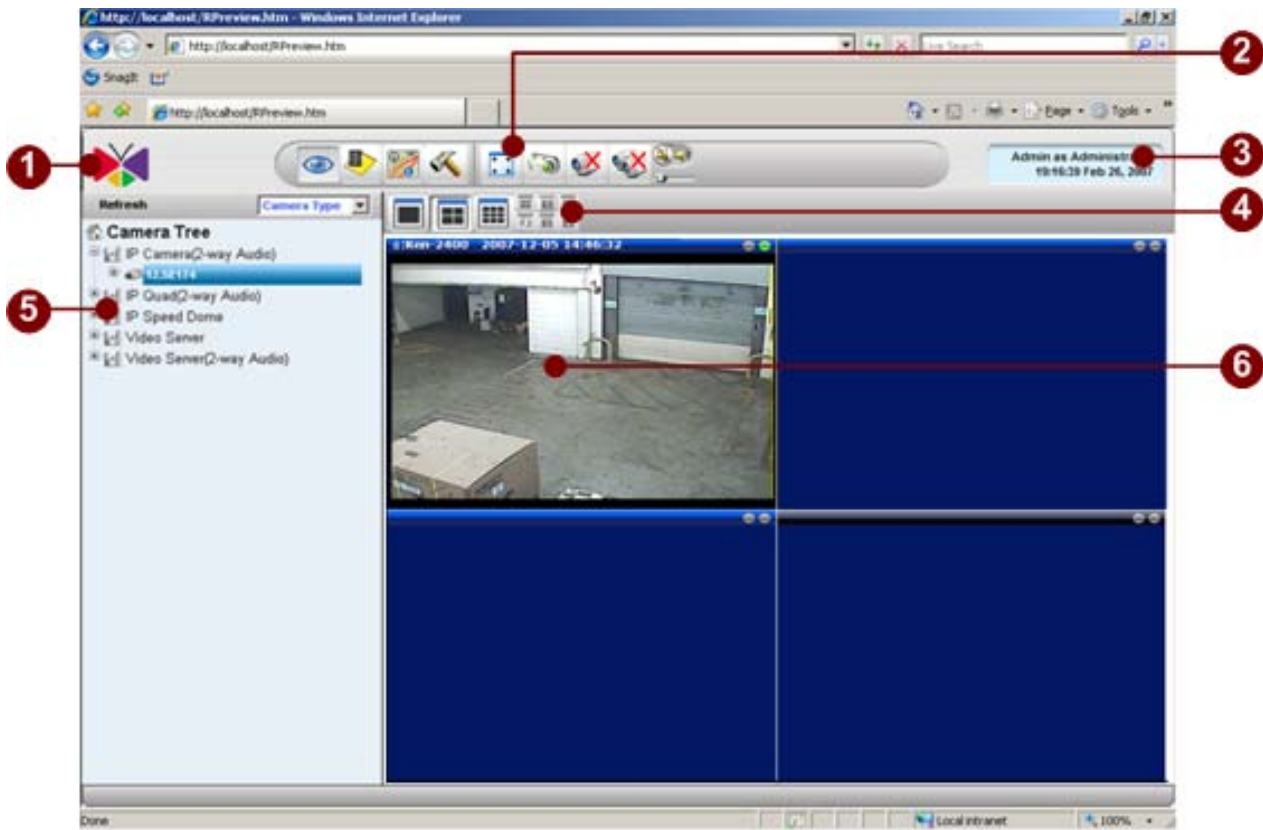 http://localhost/RPreview.htm - Windows Internet Explorer
http://localhost/RPreview.htm
Live Search
SnagIt
http://localhost/RPreview.htm
Page
Tools
1
2
3
4
5
6
Admin as Administrat
19:16:39 Feb 26, 2007
Refresh
Camera Type
Camera Tree
IP Camera(2-way Audio)
IP Quad(2-way Audio)
IP Speed Dome
Video Server
Video Server(2-way Audio)
2007-12-05 14:46:32
Done
Local intranet
100%